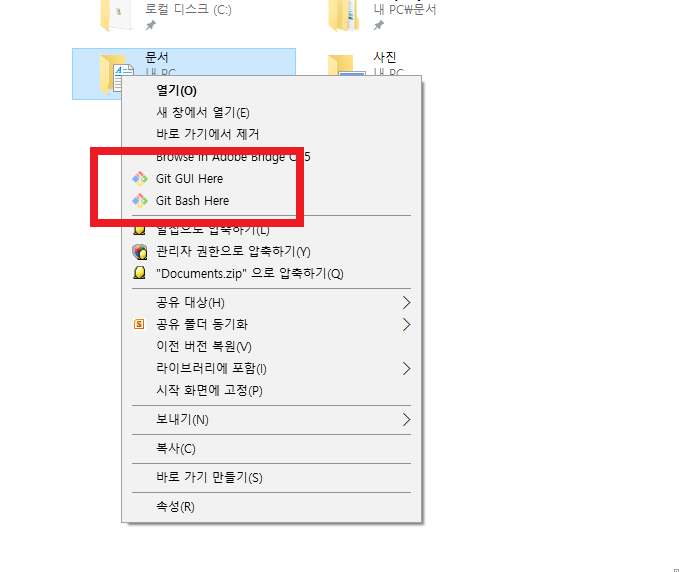 로컬 디스크 (C:)
내 PC₩문서
문서
내 PC
사진
내 PC
열기(O)
새 창에서 열기(E)
바로 가기에서 제거
Browse in Adobe Bridge
Git GUI Here
Git Bash Here
알집으로 압축하기(L)
관리자 권한으로 압축하기(Y)
"Documents.zip" 으로 압축하기(Q)
공유 대상(H)
공유 폴더 동기화
이전 버전 복원(V)
라이브러리에 포함(I)
시작 화면에 고정(P)
보내기(N)
복사(C)
바로 가기 만들기(S)
속성(R)